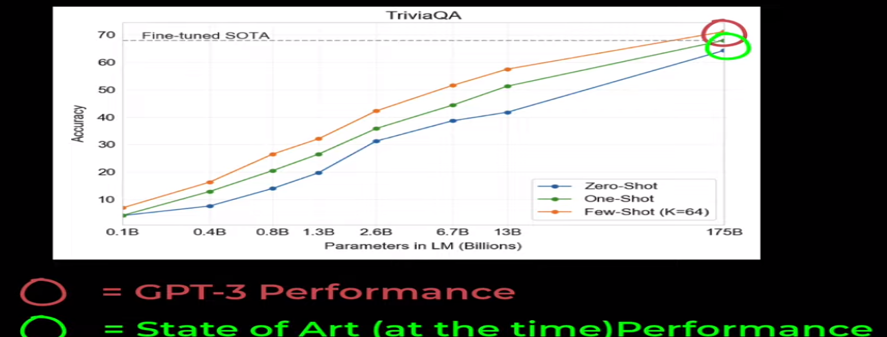 TriviaQA
Fine-tuned SOTA
70
60
50
40
30
20
10
Accuracy
Zero-Shot
One-Shot
Few-Shot (K=64)
0.1B 0.4B 0.8B 1.3B 2.6B 6.7B 13B 175B
Parameters in LM (Billions)
= GPT-3 Performance
= State of Art (at the time)Performance